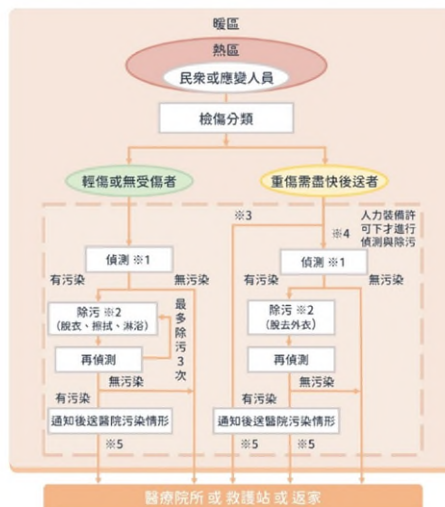 暖區
熱區
民眾或應變人員
檢傷分類
輕傷或無受傷者
重傷需盡快後送者
※3
※4
人力裝備許
可下才進行
偵測與除污
偵測 ※1
有污染
無污染
除污 ※2
(脫衣、擦拭、淋浴)
最多除污3次
再偵測
無污染
有污染
通知後送醫院污染情形
※5
偵測 ※1
有污染
無污染
除污 ※2
(脫去外衣)
再偵測
無污染
有污染
通知後送醫院污染情形
※5
※5
醫療院所 或 救護站 或 返家